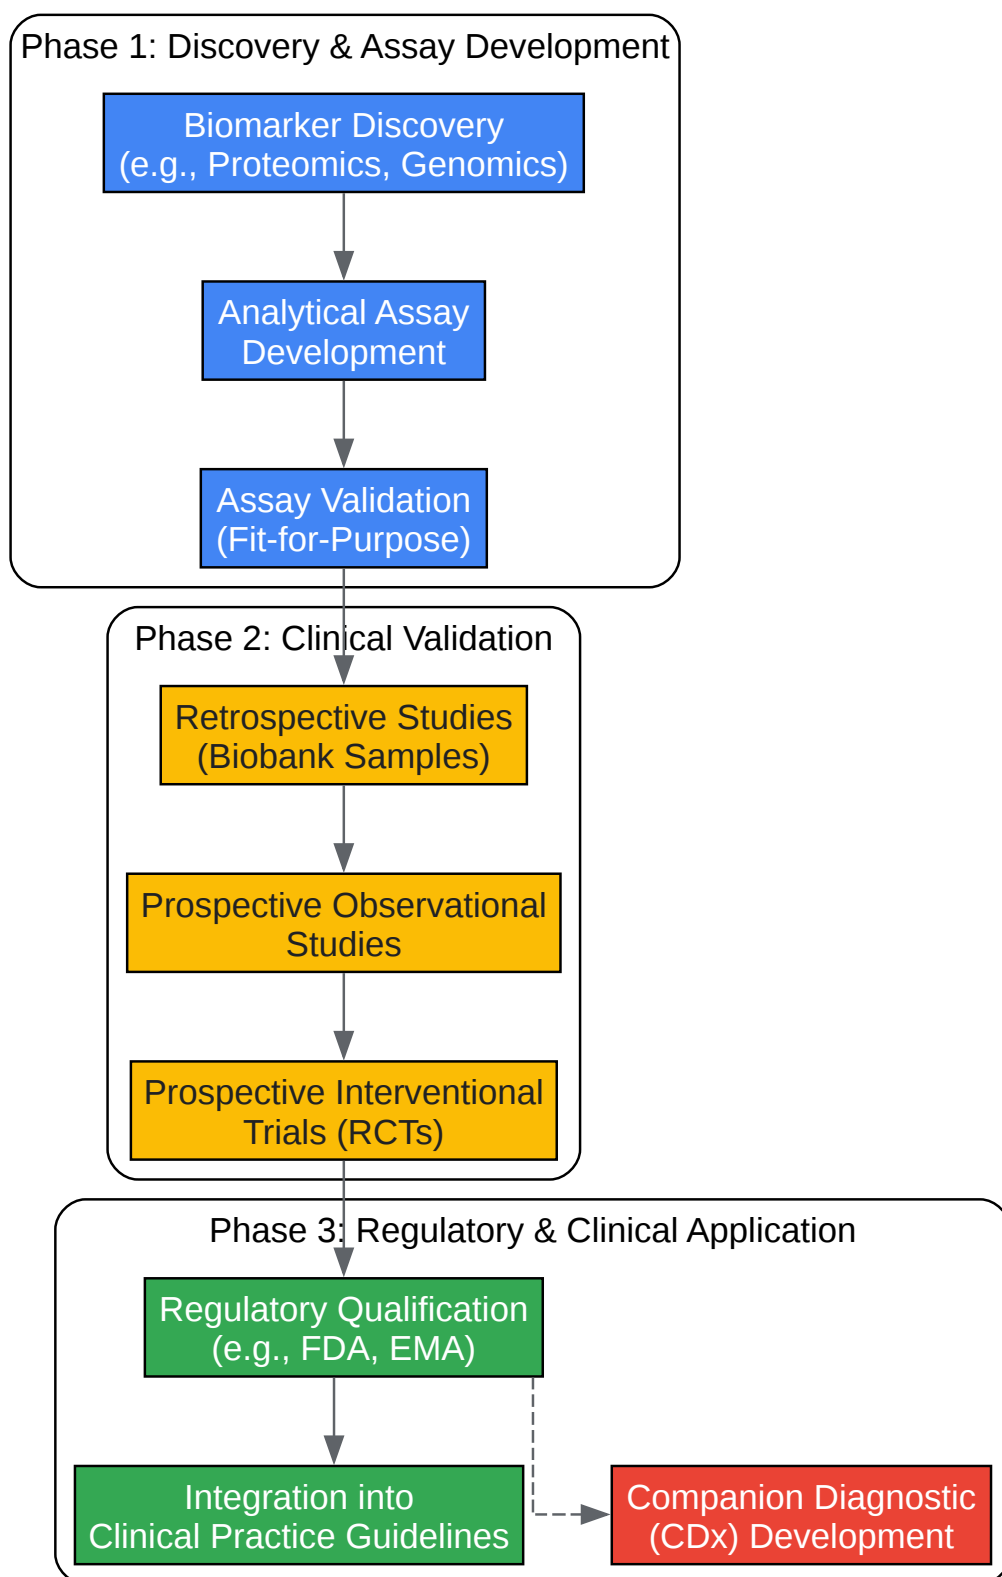 Phase 1: Discovery & Assay Development
Biomarker Discovery
(e.g., Proteomics, Genomics)
Analytical Assay
Development
Assay Validation
(Fit-for-Purpose)
Phase 2: Clinical Validation
Retrospective Studies
(Biobank Samples)
Prospective Observational
Studies
Prospective Interventional
Trials (RCTs)
Phase 3: Regulatory & Clinical Application
Regulatory Qualification
(e.g., FDA, EMA)
Integration into
Clinical Practice Guidelines
Companion Diagnostic
(CDx) Development